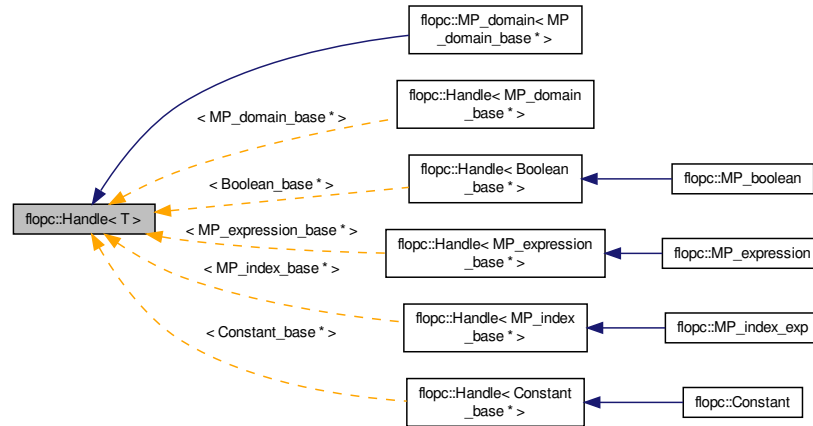 flopc::MP_domain< MP
_domain_base * >
flopc::Handle< MP_domain
_base * >
< MP_domain_base * >
flopc::Handle< Boolean
_base * >
flopc::MP_boolean
< Boolean_base * >
flopc::Handle< T >
< MP_expression_base * >
flopc::Handle< MP_expression
_base * >
flopc::MP_expression
< MP_index_base * >
flopc::Handle< MP_index
_base * >
flopc::MP_index_exp
< Constant_base * >
flopc::Handle< Constant
_base * >
flopc::Constant